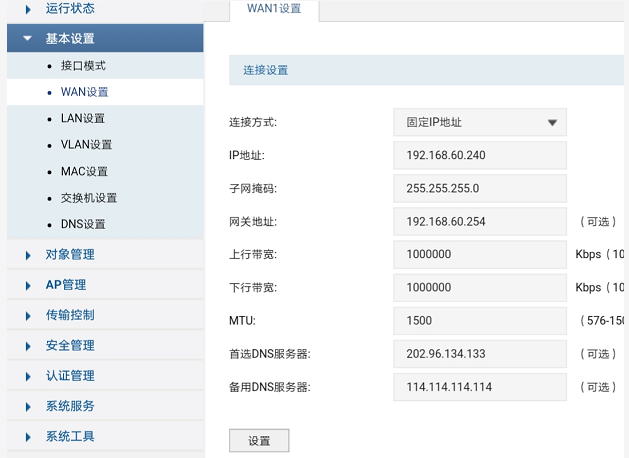 运行状态
基本设置
接口模式
WAN设置
LAN设置
VLAN设置
MAC设置
交换机设置
DNS设置
对象管理
AP管理
传输控制
安全管理
认证管理
系统服务
系统工具
WAN1设置
连接设置
连接方式: 固定IP地址
IP地址: 192.168.60.240
子网掩码: 255.255.255.0
网关地址: 192.168.60.254 (可选)
上行带宽: 1000000 Kbps (10
下行带宽: 1000000 Kbps (10
MTU: 1500 (576-150
首选DNS服务器: 202.96.134.133 (可选)
备用DNS服务器: 114.114.114.114 (可选)
设置